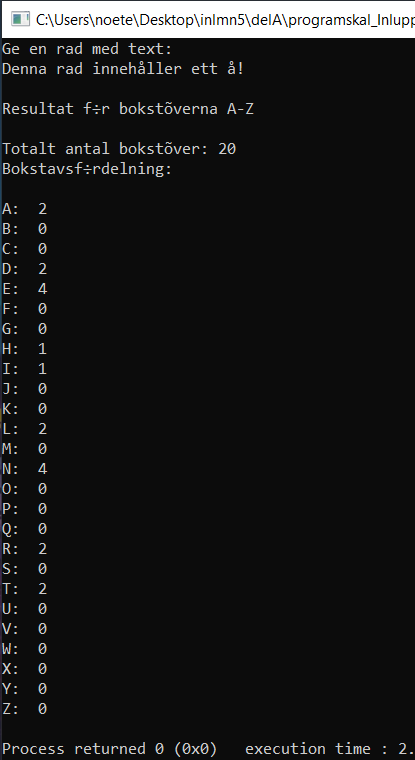 C:\Users\noete\Desktop\inlmn5\delA\programskal_Inlupp
Ge en rad med text:
Denna rad innehåller ett å!
Resultat f÷r bokstõverna A-Z
Totalt antal bokstõver: 20
Bokstavsf÷rdelning:
A: 2
B: 0
C: 0
D: 2
E: 4
F: 0
G: 0
H: 1
I: 1
J: 0
K: 0
L: 2
M: 0
N: 4
O: 0
P: 0
Q: 0
R: 2
S: 0
T: 2
U: 0
V: 0
W: 0
X: 0
Y: 0
Z: 0
Process returned 0 (0x0) execution time : 2.